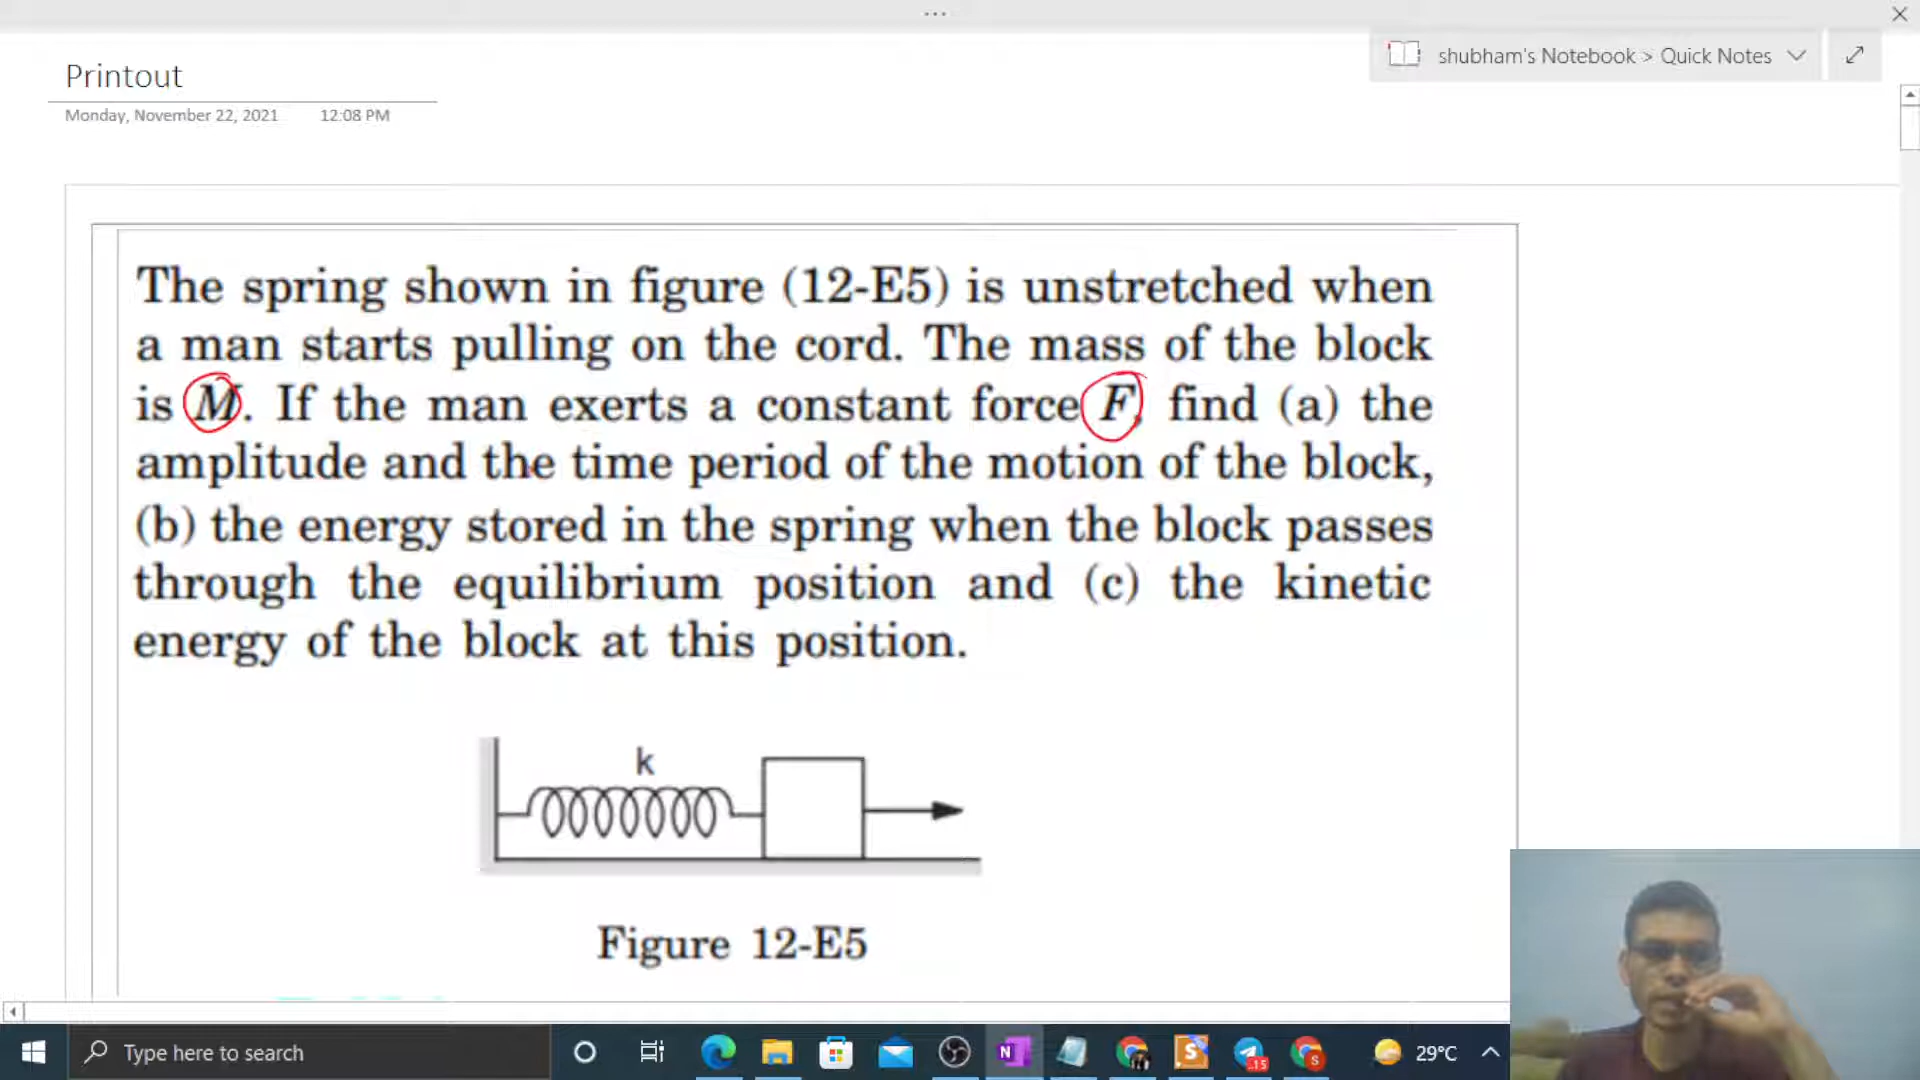 ...
shubham's Notebook > Quick Notes
Printout
Monday, November 22, 2021 12:08 PM
The spring shown in figure (12-E5) is unstretched when
a man starts pulling on the cord. The mass of the block
is M. If the man exerts a constant force F, find (a) the
amplitude and the time period of the motion of the block,
(b) the energy stored in the spring when the block passes
through the equilibrium position and (c) the kinetic
energy of the block at this position.
k
Figure 12-E5
Type here to search
N
S
15
S
29°C